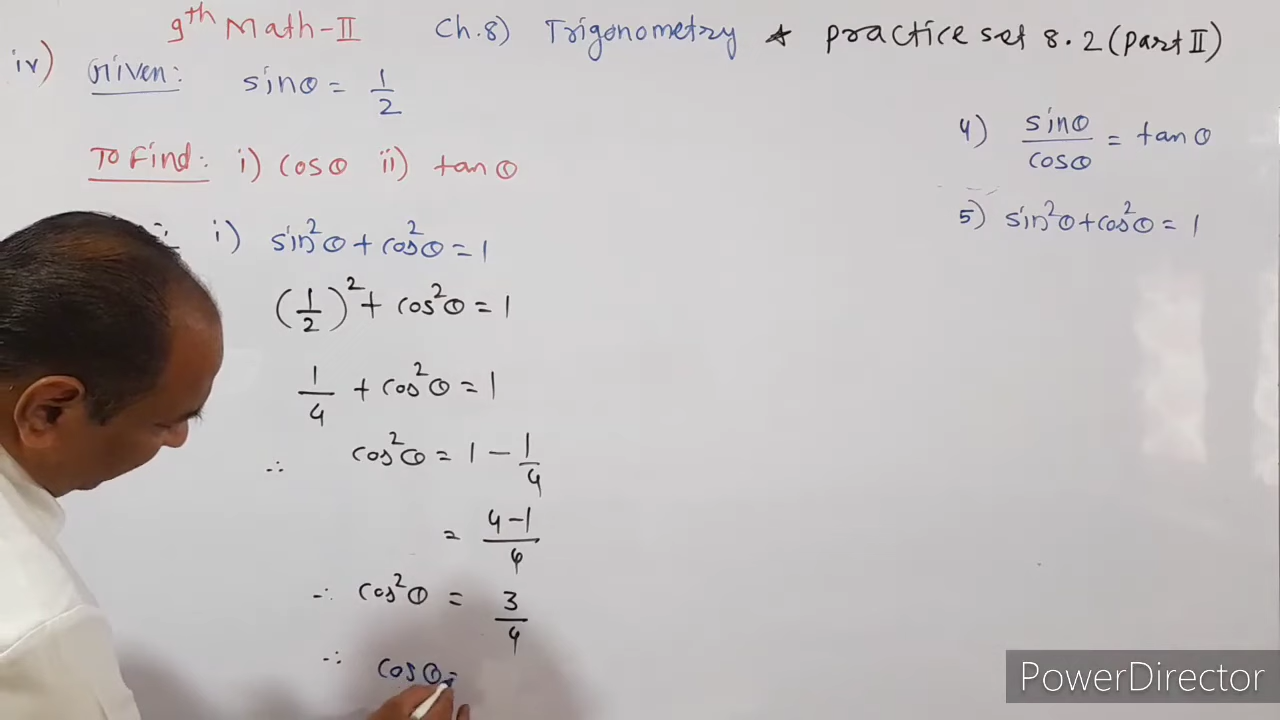 9th Math-II Ch.8) Trigonometry ★ practice set 8.2 (Part II)
iv) Given: sinθ = 1/2
To Find: i) cosθ ii) tanθ
i) sin²θ + cos²θ = 1
(1/2)² + cos²θ = 1
1/4 + cos²θ = 1
∴ cos²θ = 1 - 1/4
= 4-1/4
∴ cos²θ = 3/4
∴ cosθ =
4) sinθ/cosθ = tanθ
5) sin²θ + cos²θ = 1
PowerDirector